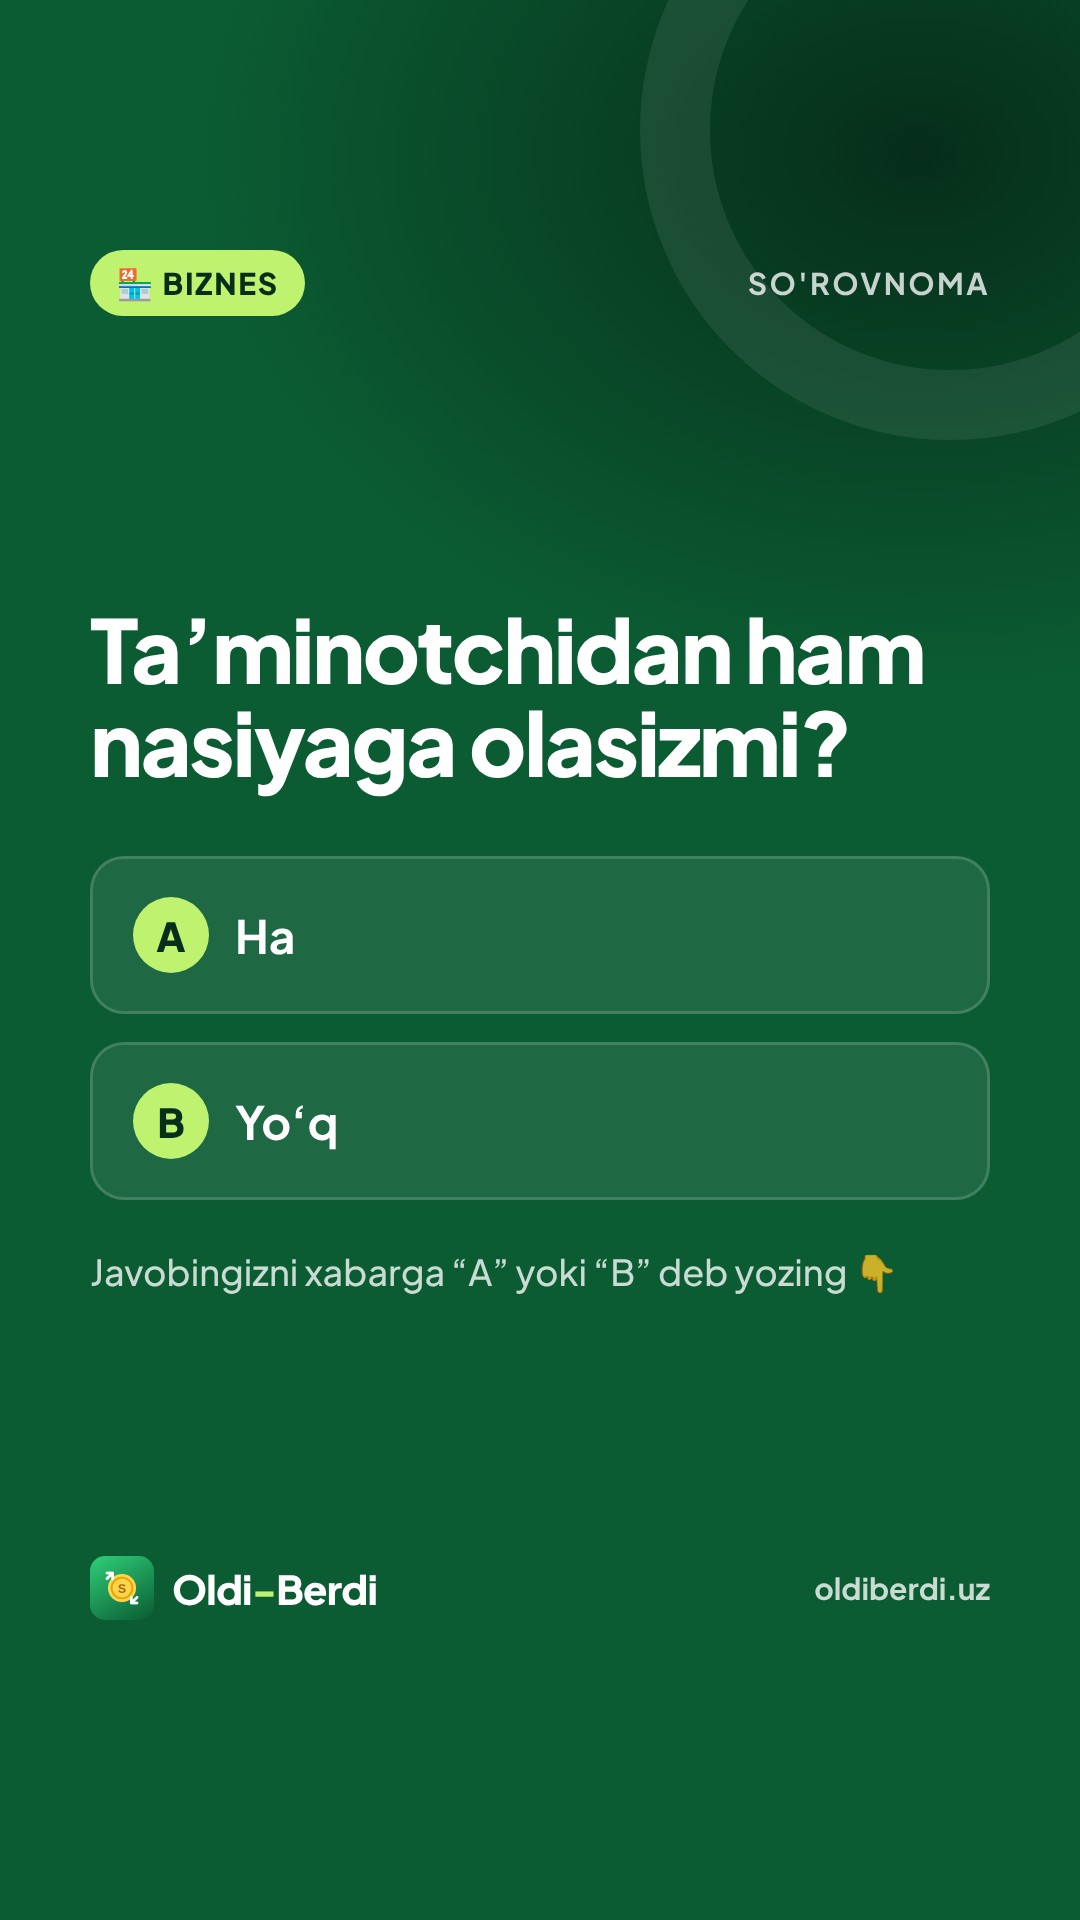 24
BIZNES
SO'ROVNOMA
Ta’minotchidan ham
nasiyaga olasizmi?
A Ha
B Yo‘q
Javobingizni xabarga “A” yoki “B” deb yozing
S
Oldi-Berdi
oldiberdi.uz